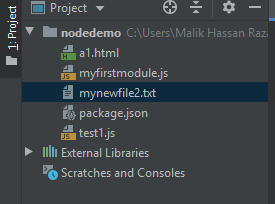 Project
1: Project
nodedemo C:\Users\Malik Hassan Raz
a1.html
myfirstmodule.js
mynewfile2.txt
package.json
test1.js
External Libraries
Scratches and Consoles